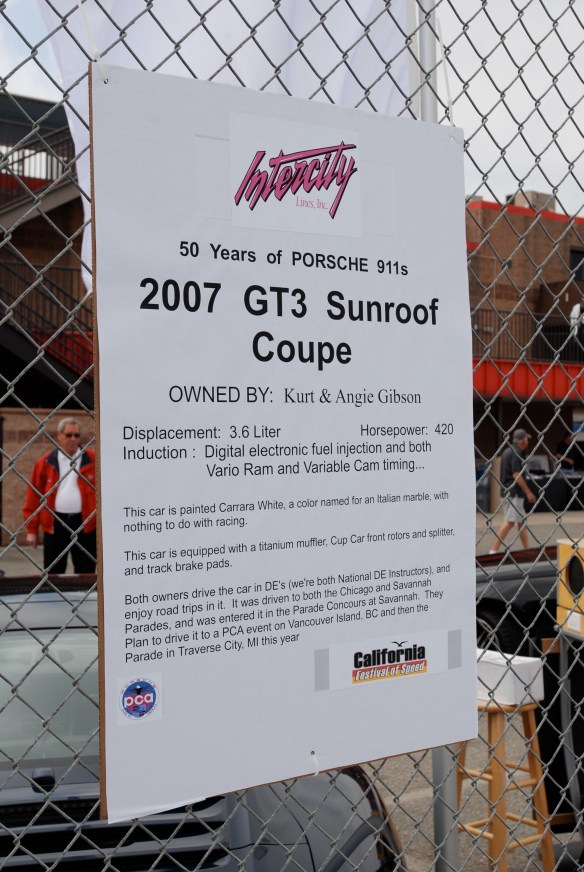 Intercity
Lines, Inc.
50 Years of PORSCHE 911s
2007 GT3 Sunroof
Coupe
OWNED BY: Kurt & Angie Gibson
Displacement: 3.6 Liter Horsepower: 420
Induction : Digital electronic fuel injection and both
Vario Ram and Variable Cam timing...
This car is painted Carrara White, a color named for an Italian marble, with
nothing to do with racing.
This car is equipped with a titanium muffler, Cup Car front rotors and splitter,
and track brake pads.
Both owners drive the car in DE's (we're both National DE Instructors), and
enjoy road trips in it. It was driven to both the Chicago and Savannah
Parades, and was entered it in the Parade Concours at Savannah. They
Plan to drive it to a PCA event on Vancouver Island, BC and then the
Parade in Traverse City, MI this year
California
Festival of Speed
pca